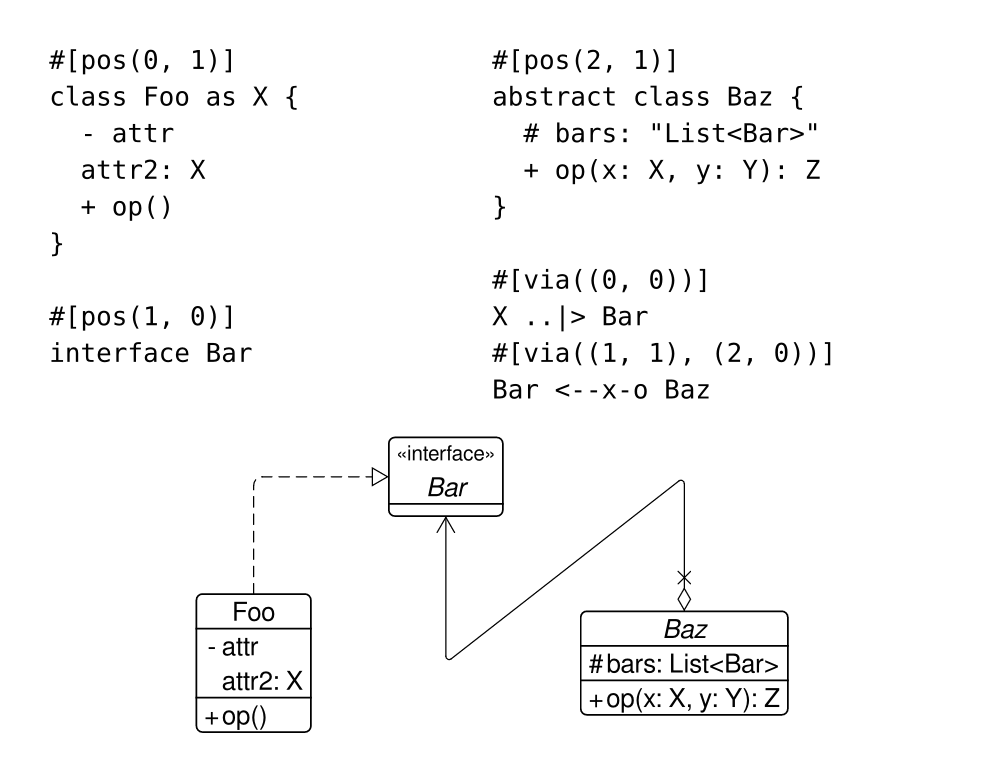 #[pos(0, 1)]
class Foo as X {
  - attr
  attr2: X
  + op()
}
#[pos(1, 0)]
interface Bar
#[pos(2, 1)]
abstract class Baz {
  # bars: "List<Bar>"
  + op(x: X, y: Y): Z
}
#[via((0, 0))]
X ..|> Bar
#[via((1, 1), (2, 0))]
Bar <--x-o Baz
«interface»
Bar
Foo
- attr
attr2: X
+ op()
Baz
# bars: List<Bar>
+ op(x: X, y: Y): Z